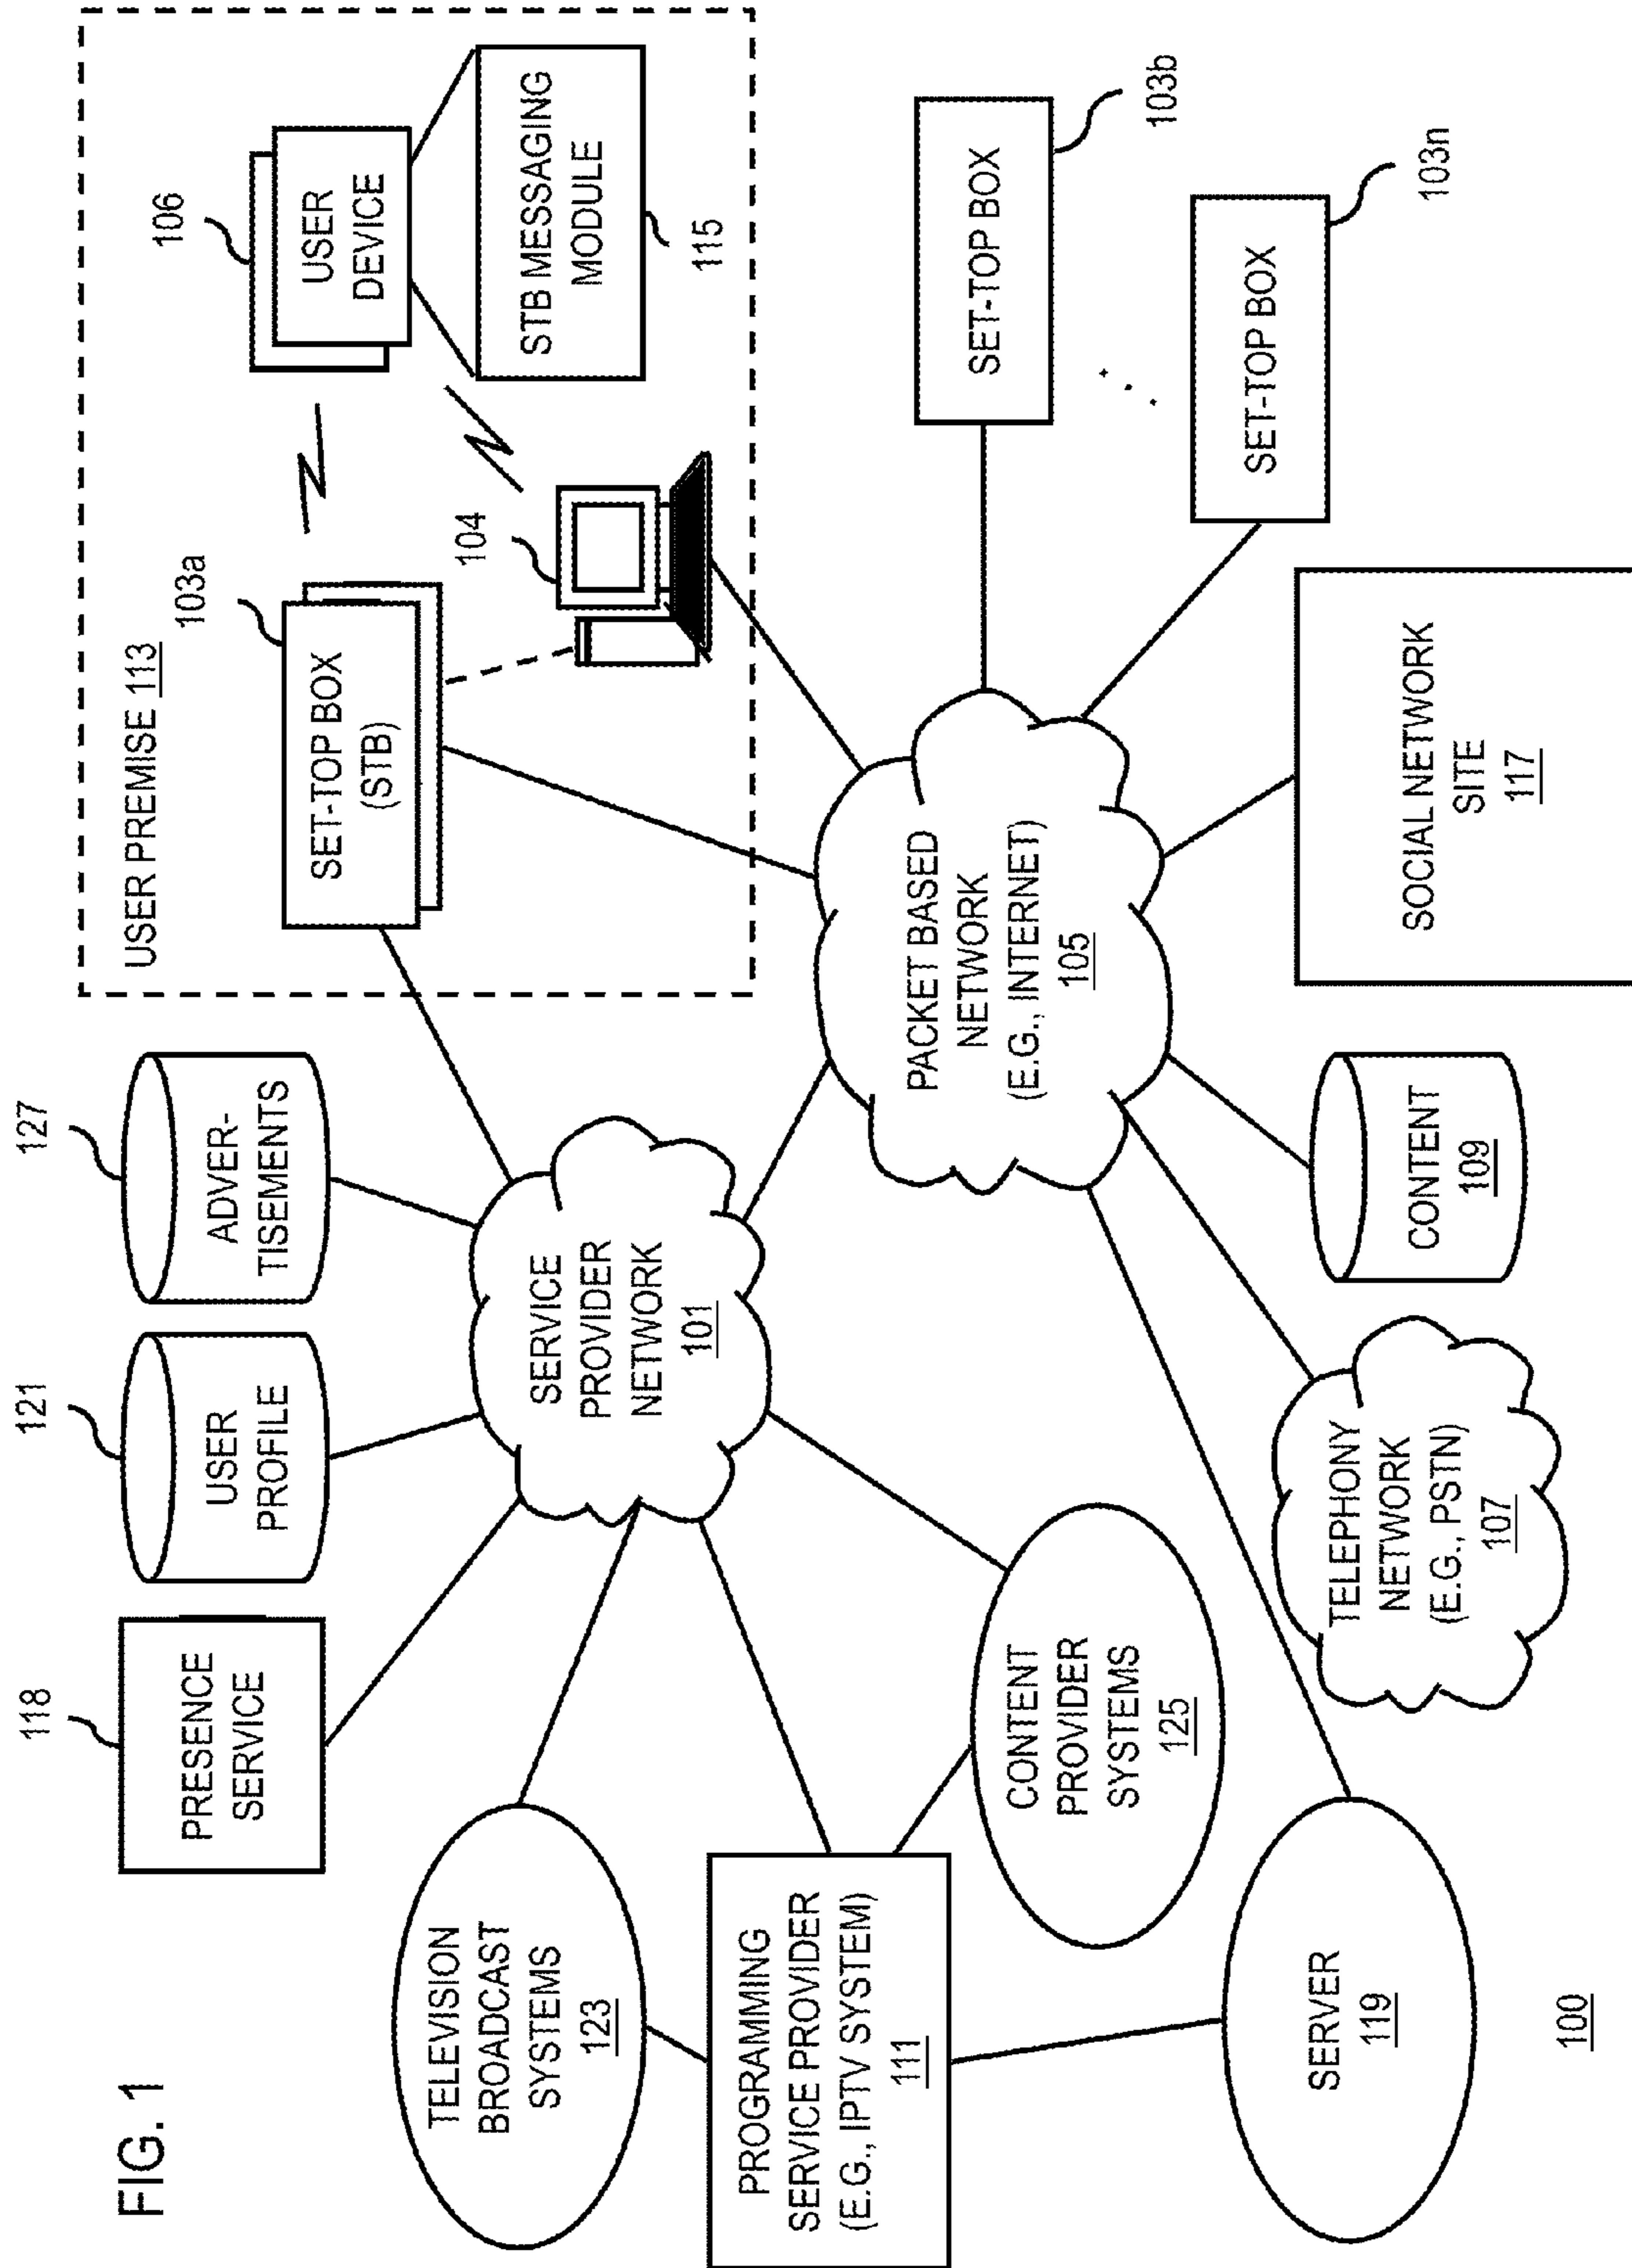 FIG. 1
118
PRESENCE
SERVICE
121
USER
PROFILE
127
ADVER-
TISEMENTS
USER PREMISE 113
103a
SET-TOP BOX
(STB)
106
USER
DEVICE
104
STB MESSAGING
MODULE
115
TELEVISION
BROADCAST
SYSTEMS
123
SERVICE
PROVIDER
NETWORK
101
PROGRAMMING
SERVICE PROVIDER
(E.G., IPTV SYSTEM)
111
CONTENT
PROVIDER
SYSTEMS
125
PACKET BASED
NETWORK
(E.G., INTERNET)
105
SET-TOP BOX
103b
SET-TOP BOX
103n
SERVER
119
TELEPHONY
NETWORK
(E.G., PSTN)
107
CONTENT
109
SOCIAL NETWORK
SITE
117
100